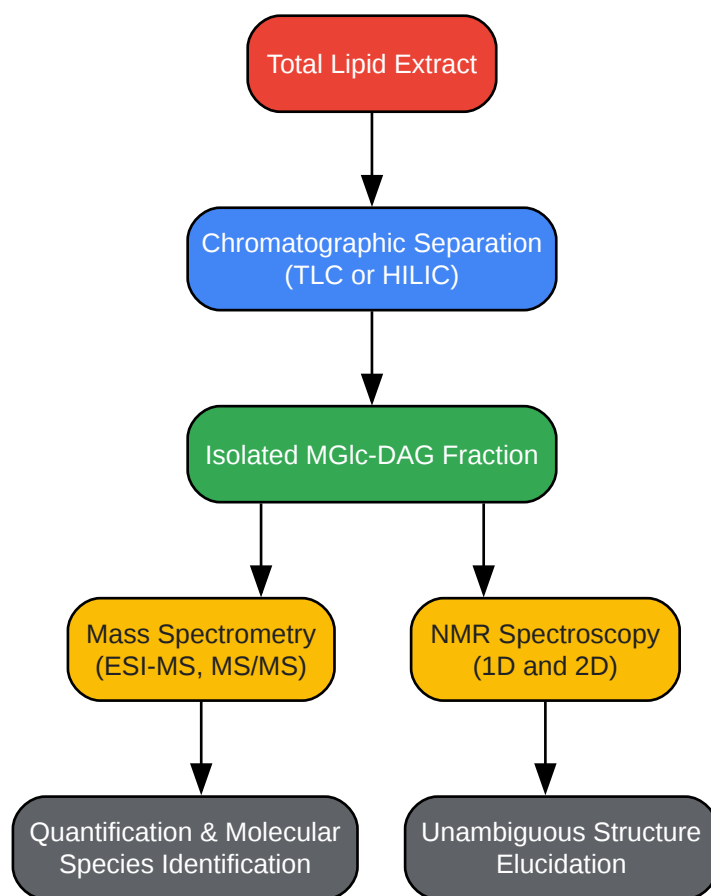 Total Lipid Extract
Chromatographic Separation
(TLC or HILIC)
Isolated MGlc-DAG Fraction
Mass Spectrometry
(ESI-MS, MS/MS)
NMR Spectroscopy
(1D and 2D)
Quantification & Molecular
Species Identification
Unambiguous Structure
Elucidation